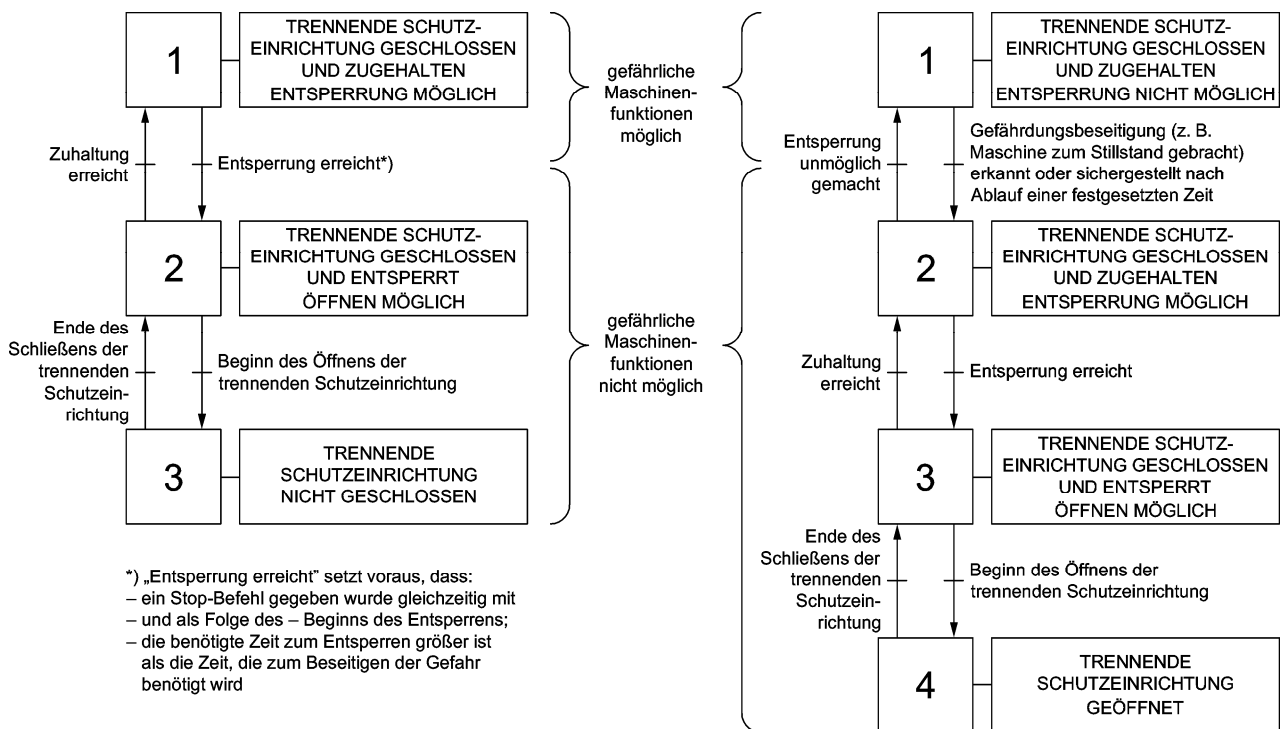 1
TRENNENDE SCHUTZ-
EINRICHTUNG GESCHLOSSEN
UND ZUGEHALTEN
ENTSPERRUNG MÖGLICH
Zuhaltung
erreicht
Entsperrung erreicht*)
2
TRENNENDE SCHUTZ-
EINRICHTUNG GESCHLOSSEN
UND ENTSPERRT
ÖFFNEN MÖGLICH
Ende des
Schließens der
trennenden
Schutzein-
richtung
Beginn des Öffnens der
trennenden Schutzeinrichtung
3
TRENNENDE
SCHUTZEINRICHTUNG
NICHT GESCHLOSSEN
*) „Entsperrung erreicht" setzt voraus, dass:
– ein Stop-Befehl gegeben wurde gleichzeitig mit
– und als Folge des – Beginns des Entsperrens;
– die benötigte Zeit zum Entsperren größer ist
als die Zeit, die zum Beseitigen der Gefahr
benötigt wird
gefährliche
Maschinen-
funktionen
möglich
gefährliche
Maschinen-
funktionen
nicht möglich
1
TRENNENDE SCHUTZ-
EINRICHTUNG GESCHLOSSEN
UND ZUGEHALTEN
ENTSPERRUNG NICHT MÖGLICH
Entsperrung
unmöglich
gemacht
Gefährdungsbeseitigung (z. B.
Maschine zum Stillstand gebracht)
erkannt oder sichergestellt nach
Ablauf einer festgesetzten Zeit
2
TRENNENDE SCHUTZ-
EINRICHTUNG GESCHLOSSEN
UND ZUGEHALTEN
ENTSPERRUNG MÖGLICH
Zuhaltung
erreicht
Entsperrung erreicht
3
TRENNENDE SCHUTZ-
EINRICHTUNG GESCHLOSSEN
UND ENTSPERRT
ÖFFNEN MÖGLICH
Ende des
Schließens der
trennenden
Schutzein-
richtung
Beginn des Öffnens der
trennenden Schutzeinrichtung
4
TRENNENDE
SCHUTZEINRICHTUNG
GEÖFFNET